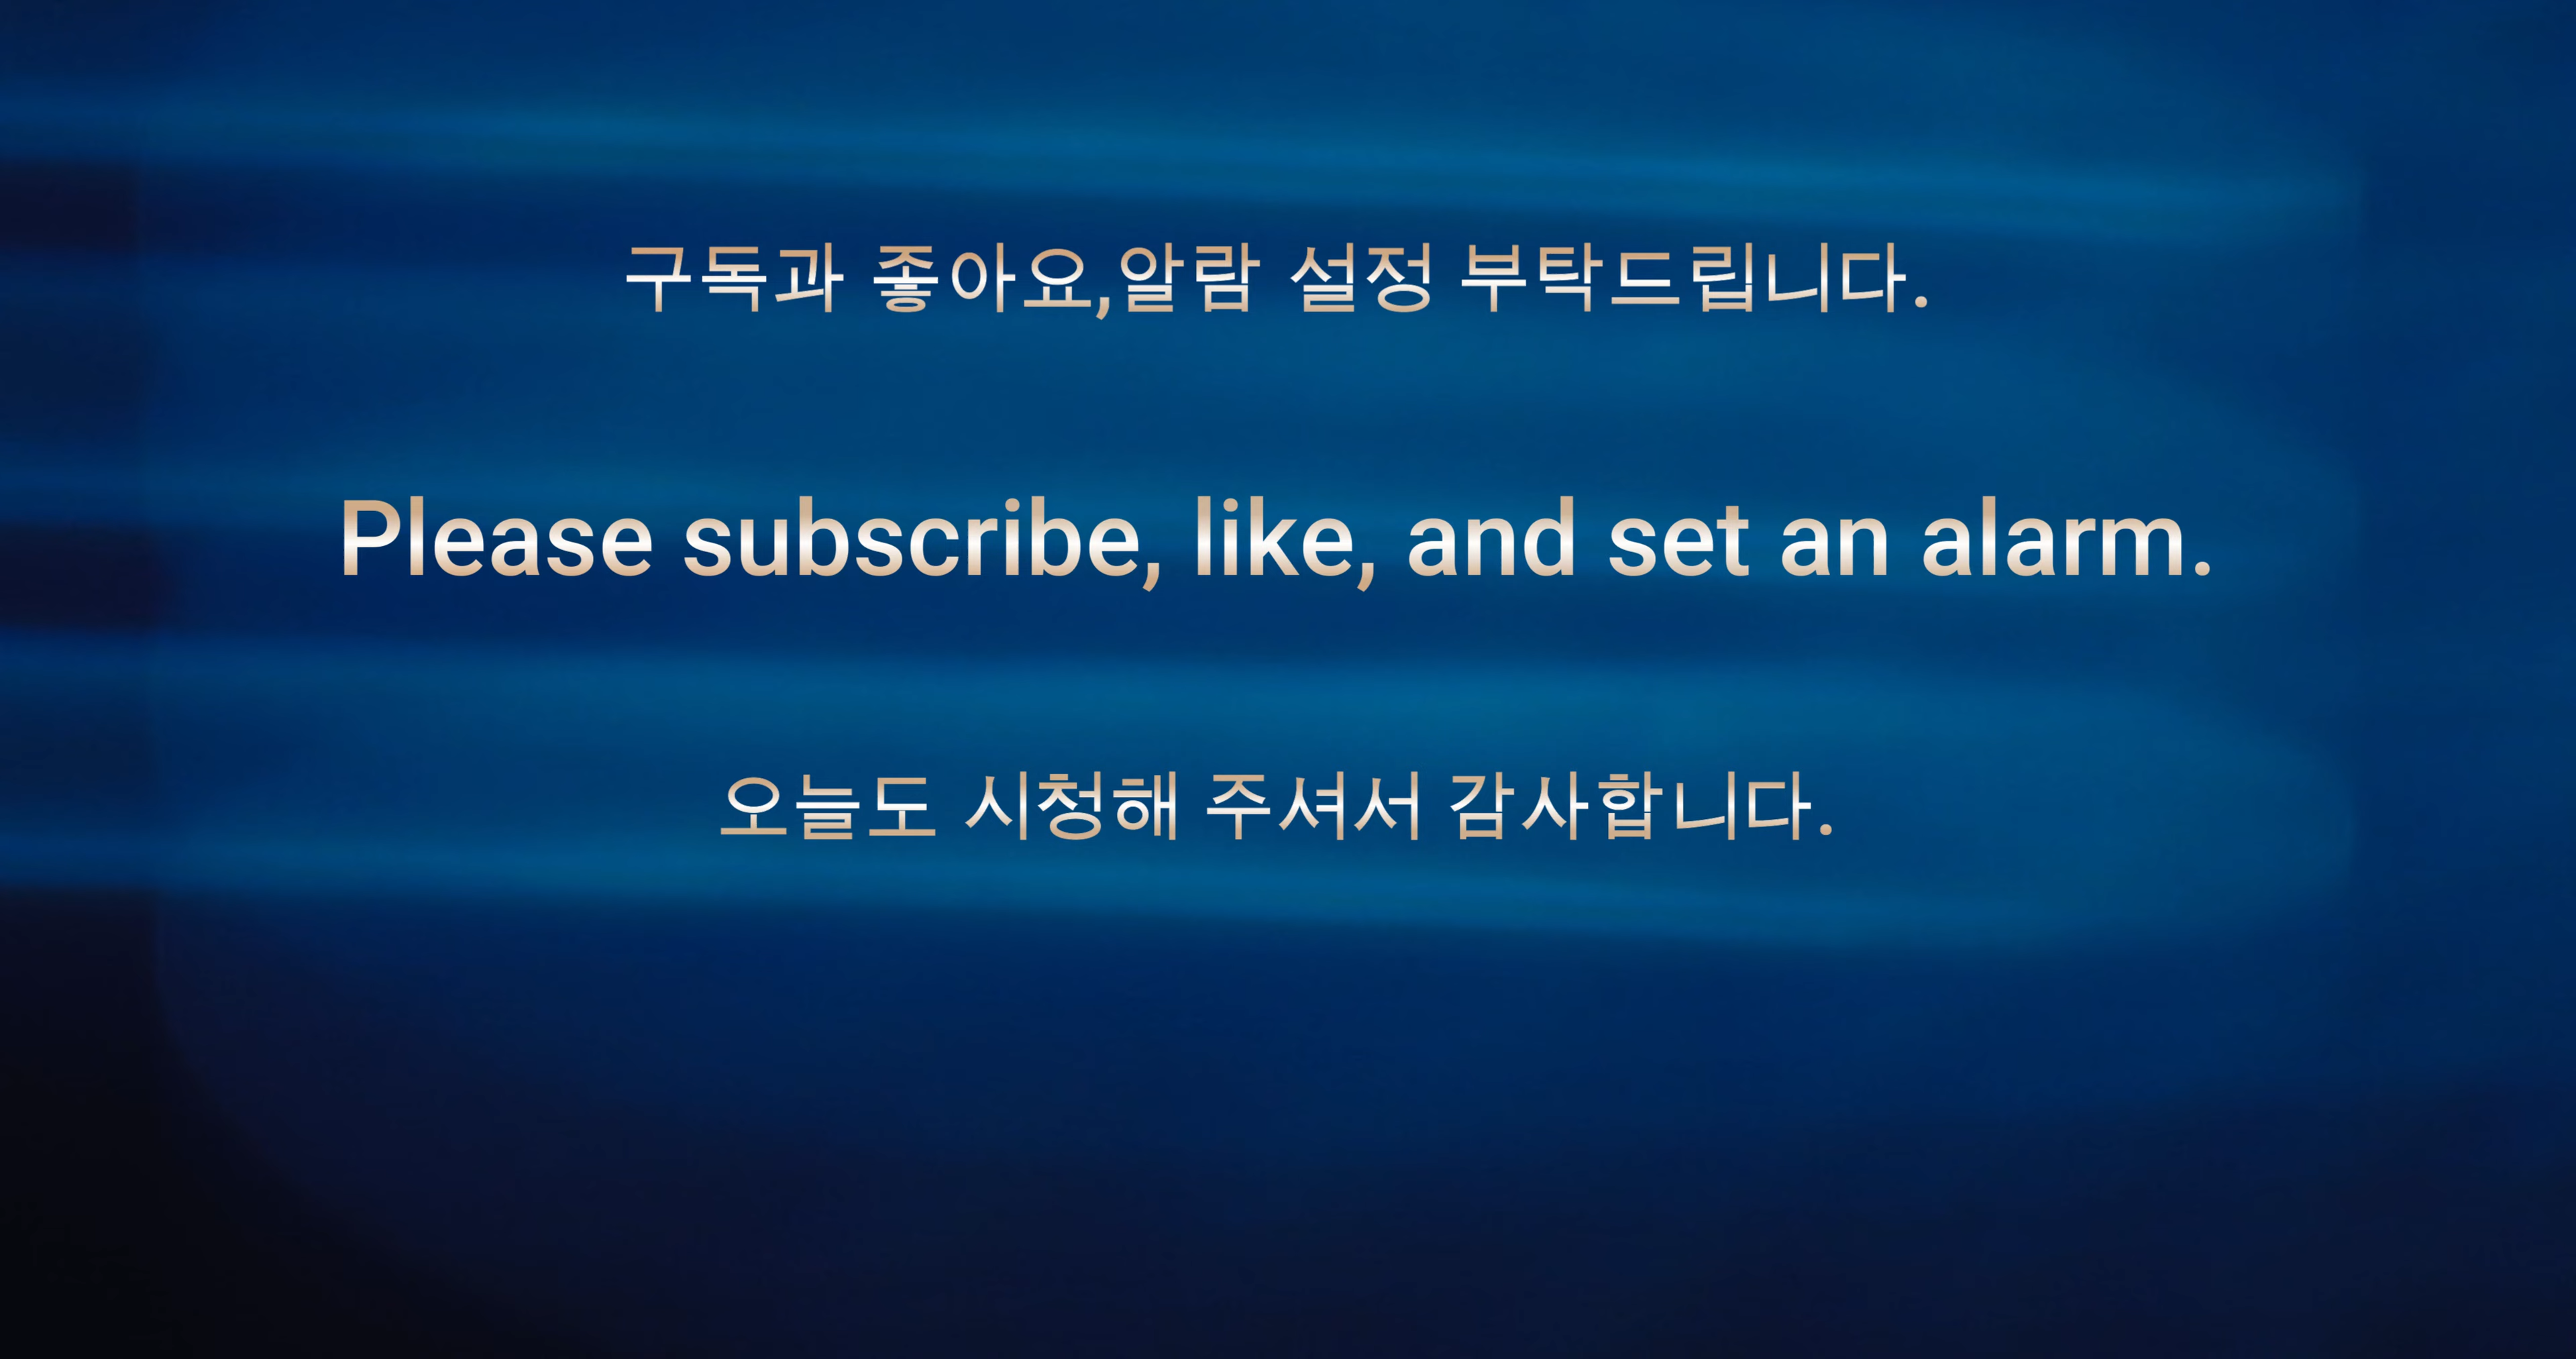 구독과 좋아요,알람 설정 부탁드립니다.
Please subscribe, like, and set an alarm.
오늘도 시청해 주셔서 감사합니다.